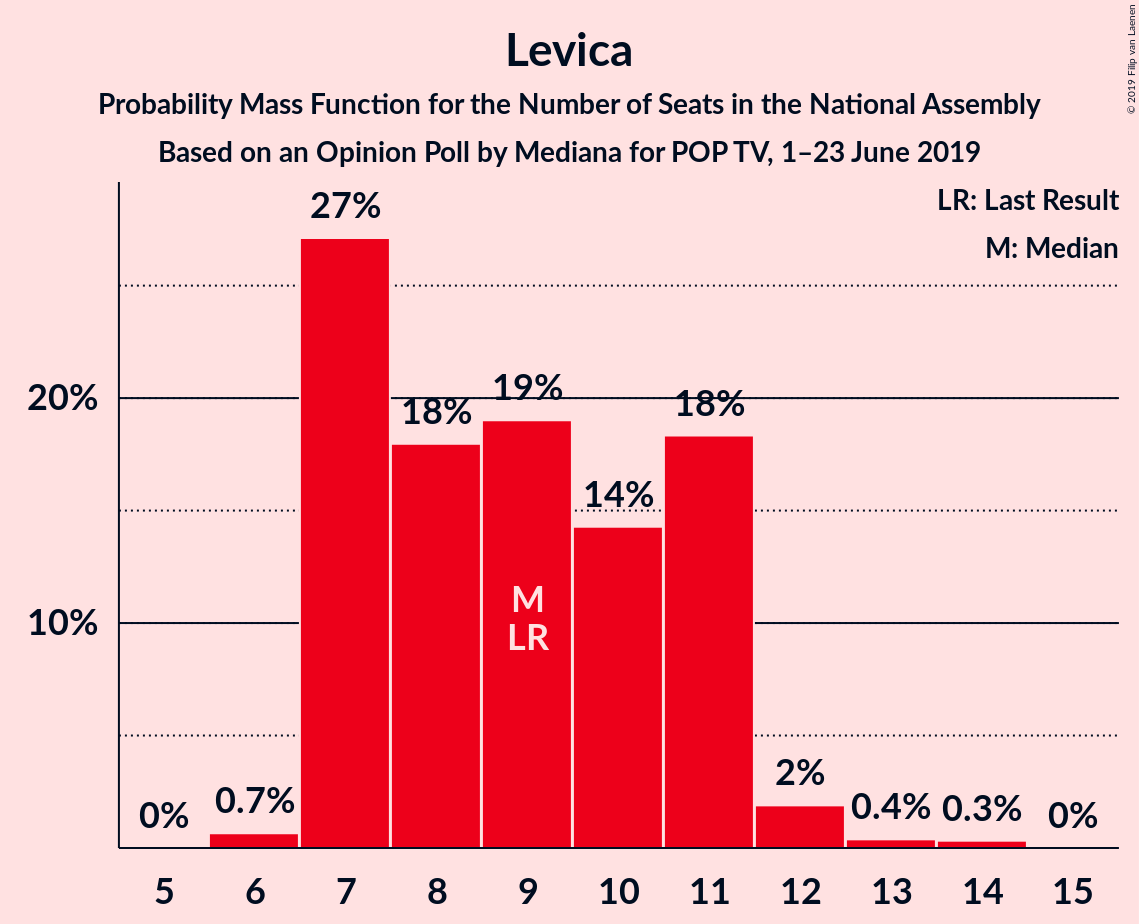 Levica
Probability Mass Function for the Number of Seats in the National Assembly
Based on an Opinion Poll by Mediana for POP TV, 1–23 June 2019
© 2019 Filip van Laenen
LR: Last Result
M: Median
27%
19%
18%
18%
20%
14%
M
LR
10%
2%
0%
0.7%
0.4%
0.3%
0%
5 6 7 8 9 10 11 12 13 14 15